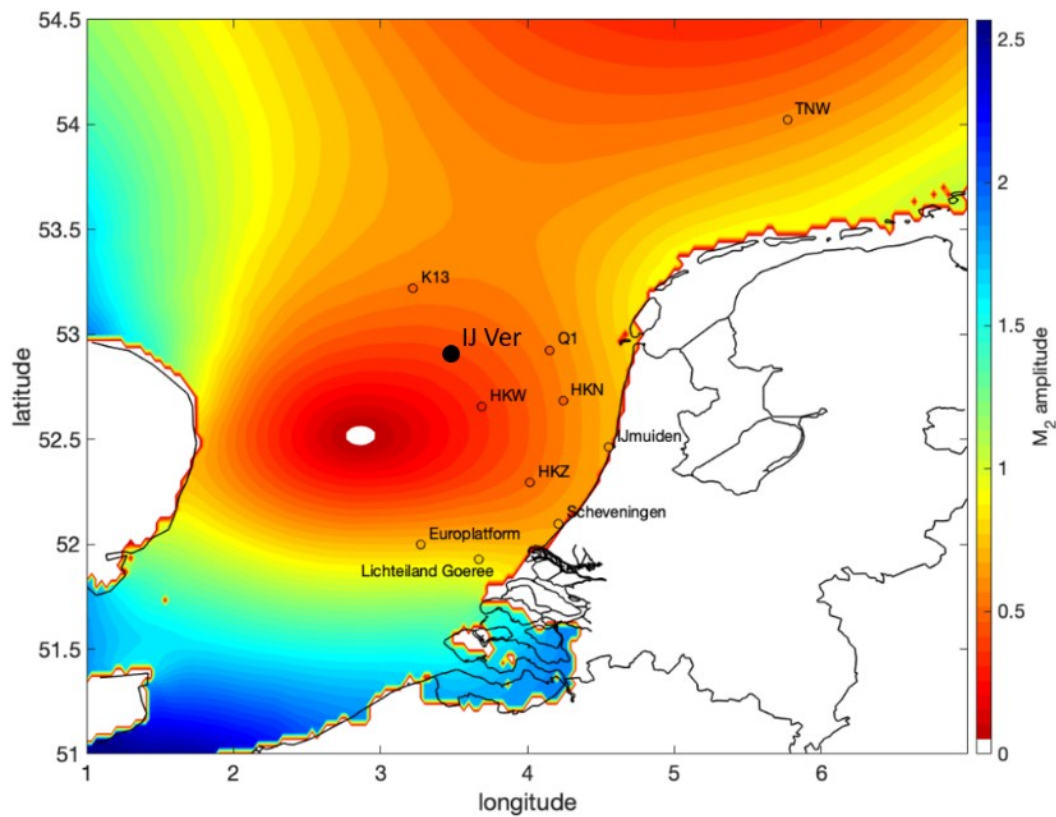 54.5
2.5
TNW
54
2
53.5
K13
IJ Ver
Q1
53
1.5
HKW
HKN
latitude
M2 amplitude
52.5
IJmuiden
1
HKZ
Scheveningen
Europlatform
52
Lichteiland Goeree
0.5
51.5
51
0
1
2
3
4
5
6
longitude